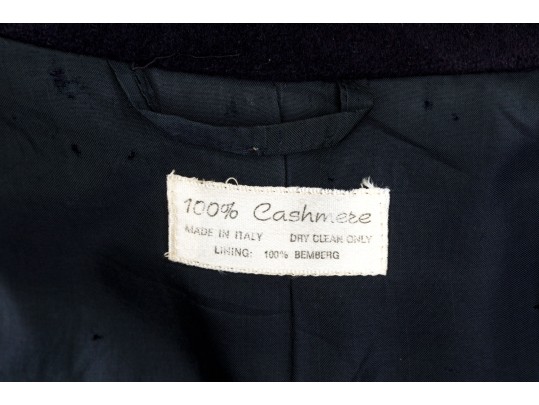 100% Cashmere
MADE IN ITALY DRY CLEAN ONLY
LINING: 100% BEMBERG